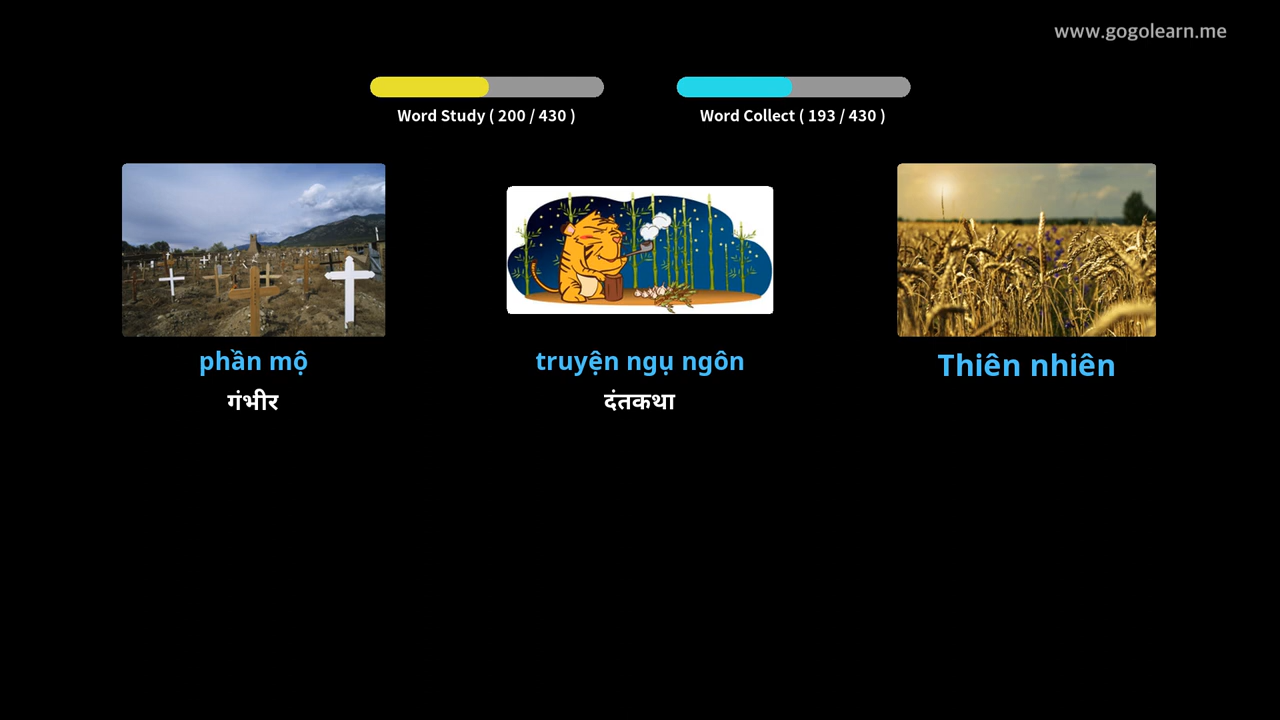 www.gogolearn.me
Word Study ( 200 / 430 )
Word Collect ( 193 / 430 )
phần mộ
truyện ngụ ngôn
Thiên nhiên
गंभीर
दंतकथा